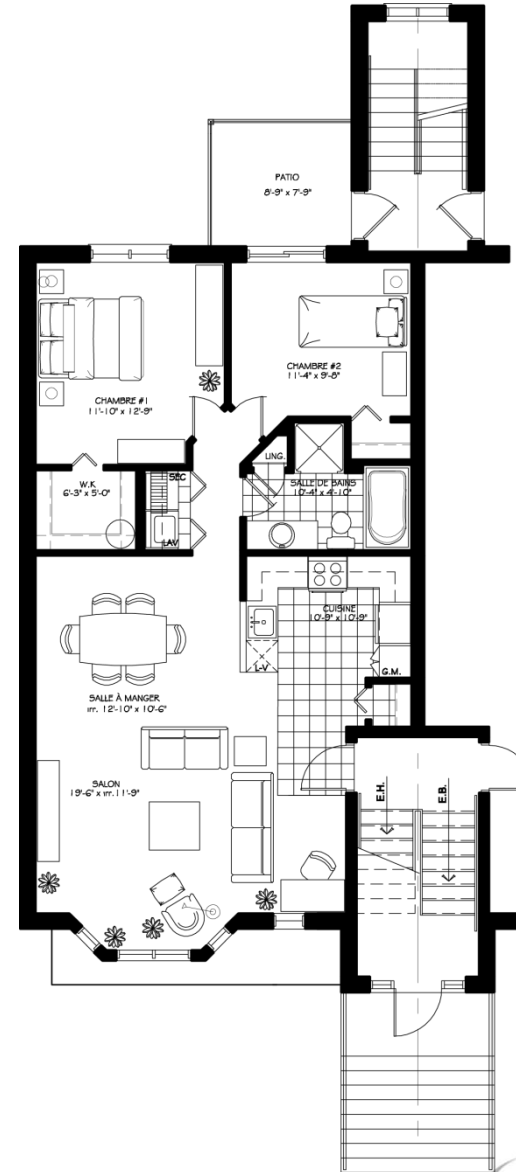 PATIO
8'-9" x 7'-9"
CHAMBRE #1
11'-10" x 12'-9"
CHAMBRE #2
11'-4" x 9'-8"
W.K
6'-3" x 5'-0"
SEC
LAV
LING.
SALLE DE BAINS
10'-4" x 4'-10"
CUISINE
10'-9" x 10'-9"
L-V
G.M.
SALLE À MANGER
irr. 12'-10" x 10'-6"
SALON
19'-6" x irr. 11'-9"
E.H.
E.B.